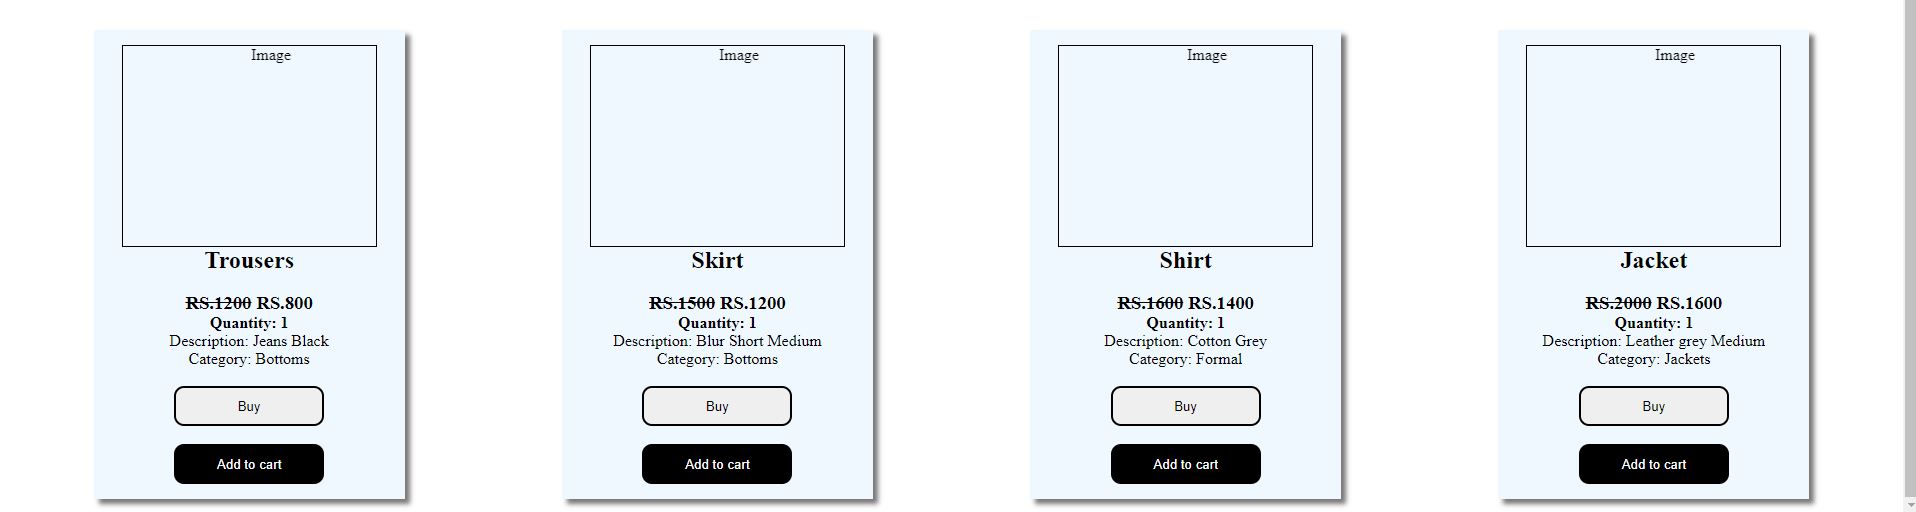 Image
Trousers
RS.1200 RS.800
Quantity: 1
Description: Jeans Black
Category: Bottoms
Buy
Add to cart
Image
Skirt
RS.1500 RS.1200
Quantity: 1
Description: Blur Short Medium
Category: Bottoms
Buy
Add to cart
Image
Shirt
RS.1600 RS.1400
Quantity: 1
Description: Cotton Grey
Category: Formal
Buy
Add to cart
Image
Jacket
RS.2000 RS.1600
Quantity: 1
Description: Leather grey Medium
Category: Jackets
Buy
Add to cart